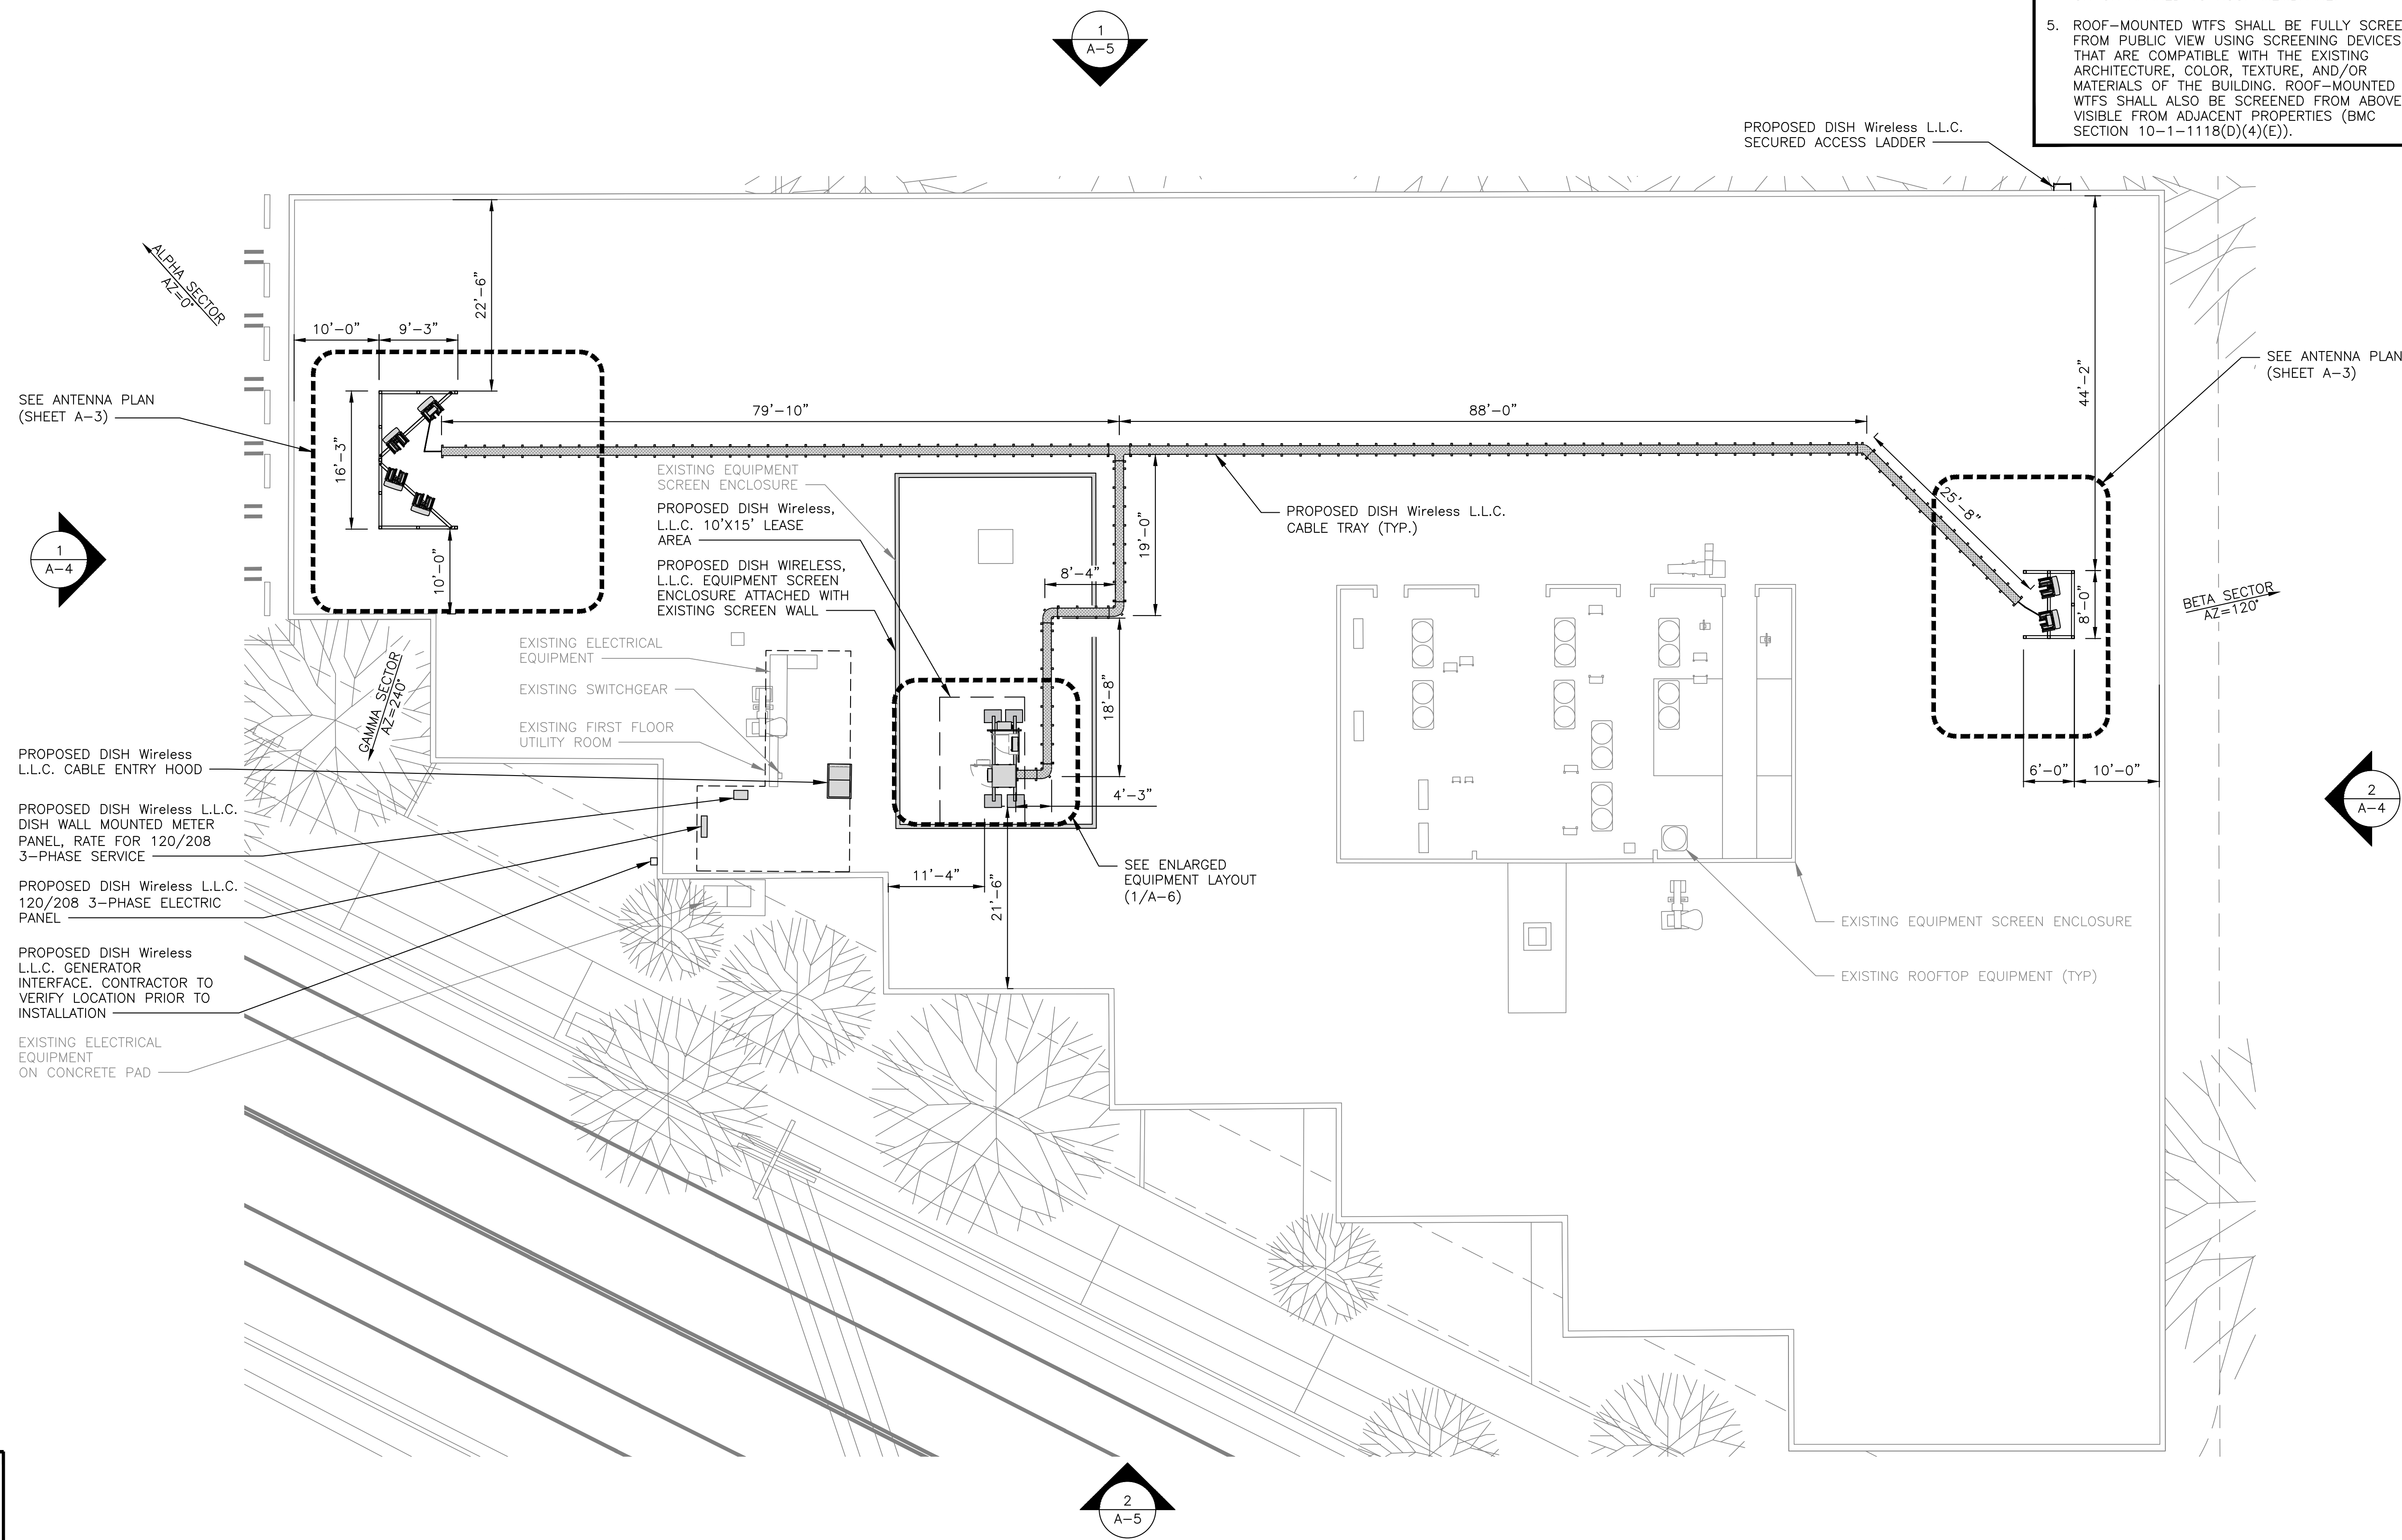 1
A-5
5. ROOF-MOUNTED WTFS SHALL BE FULLY SCREE
FROM PUBLIC VIEW USING SCREENING DEVICES
THAT ARE COMPATIBLE WITH THE EXISTING
ARCHITECTURE, COLOR, TEXTURE, AND/OR
MATERIALS OF THE BUILDING. ROOF-MOUNTED
WTFS SHALL ALSO BE SCREENED FROM ABOVE
VISIBLE FROM ADJACENT PROPERTIES (BMC
SECTION 10-1-1118(D)(4)(E)).
PROPOSED DISH Wireless L.L.C.
SECURED ACCESS LADDER
ALPHA SECTOR
AZ=0°
22'-6"
10'-0"
9'-3"
SEE ANTENNA PLAN
(SHEET A-3)
16'-3"
10'-0"
79'-10"
88'-0"
44'-2"
SEE ANTENNA PLAN
(SHEET A-3)
EXISTING EQUIPMENT
SCREEN ENCLOSURE
PROPOSED DISH Wireless,
L.L.C. 10'X15' LEASE
AREA
PROPOSED DISH WIRELESS,
L.L.C. EQUIPMENT SCREEN
ENCLOSURE ATTACHED WITH
EXISTING SCREEN WALL
PROPOSED DISH Wireless L.L.C.
CABLE TRAY (TYP.)
19'-0"
8'-4"
25'-8"
8'-0"
BETA SECTOR
AZ=120°
1
A-4
EXISTING ELECTRICAL
EQUIPMENT
EXISTING SWITCHGEAR
EXISTING FIRST FLOOR
UTILITY ROOM
GAMMA SECTOR
AZ=240°
18'-8"
4'-3"
6'-0"
10'-0"
2
A-4
PROPOSED DISH Wireless
L.L.C. CABLE ENTRY HOOD
PROPOSED DISH Wireless L.L.C.
DISH WALL MOUNTED METER
PANEL, RATE FOR 120/208
3-PHASE SERVICE
PROPOSED DISH Wireless L.L.C.
120/208 3-PHASE ELECTRIC
PANEL
PROPOSED DISH Wireless
L.L.C. GENERATOR
INTERFACE. CONTRACTOR TO
VERIFY LOCATION PRIOR TO
INSTALLATION
EXISTING ELECTRICAL
EQUIPMENT
ON CONCRETE PAD
11'-4"
21'-6"
SEE ENLARGED
EQUIPMENT LAYOUT
(1/A-6)
EXISTING EQUIPMENT SCREEN ENCLOSURE
EXISTING ROOFTOP EQUIPMENT (TYP)
2
A-5